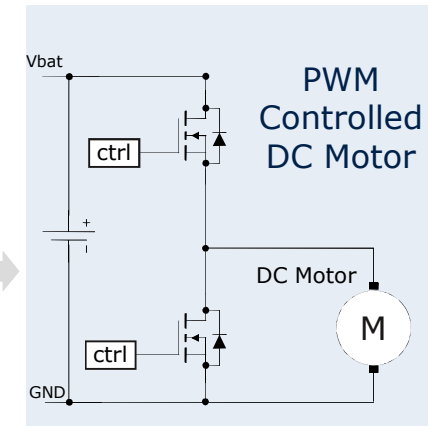 Vbat
PWM
Controlled
DC Motor
ctrl
+
-
DC Motor
M
ctrl
GND